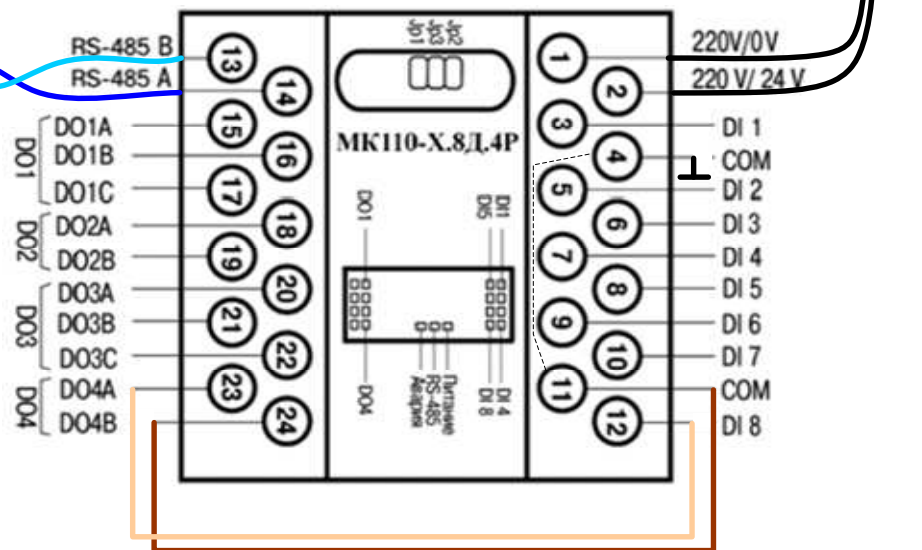 RS-485 B
RS-485 A
DO1
DO1A
DO1B
DO1C
DO2
DO2A
DO2B
DO3
DO3A
DO3B
DO3C
DO4
DO4A
DO4B
13
14
15
16
17
18
19
20
21
22
23
24
Jp1
Jp3
Jp2
МК110-Х.8Д.4Р
DO1
DI5
DI1
DO4
Авария
RS-485
Питание
DI 8
DI 4
1
2
3
4
5
6
7
8
9
10
11
12
220V/0V
220 V/ 24 V
DI 1
COM
DI 2
DI 3
DI 4
DI 5
DI 6
DI 7
COM
DI 8